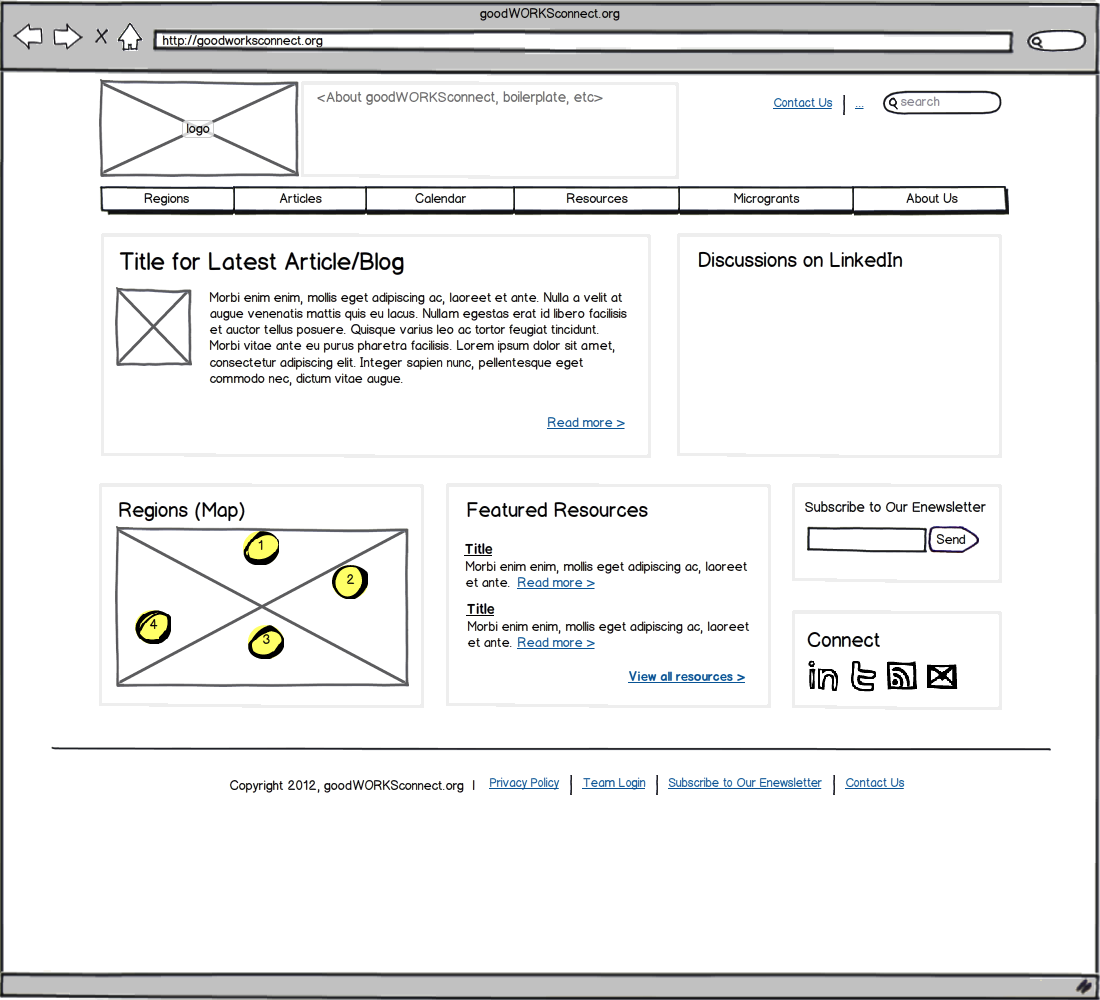 goodWORKSconnect.org
http://goodworksconnect.org
logo
<About goodWORKSconnect, boilerplate, etc>
Contact Us | ...
search
Regions Articles Calendar Resources Microgrants About Us
Title for Latest Article/Blog
Morbi enim enim, mollis eget adipiscing ac, laoreet et ante. Nulla a velit at
augue venenatis mattis quis eu lacus. Nullam egestas erat id libero facilisis
et auctor tellus posuere. Quisque varius leo ac tortor feugiat tincidunt.
Morbi vitae ante eu purus pharetra facilisis. Lorem ipsum dolor sit amet,
consectetur adipiscing elit. Integer sapien nunc, pellentesque eget
commodo nec, dictum vitae augue.
Read more >
Discussions on LinkedIn
Regions (Map)
1
2
3
4
Featured Resources
Title
Morbi enim enim, mollis eget adipiscing ac, laoreet
et ante. Read more >
Title
Morbi enim enim, mollis eget adipiscing ac, laoreet
et ante. Read more >
View all resources >
Subscribe to Our Enewsletter
Send
Connect
in t
Copyright 2012, goodWORKSconnect.org | Privacy Policy | Team Login | Subscribe to Our Enewsletter | Contact Us